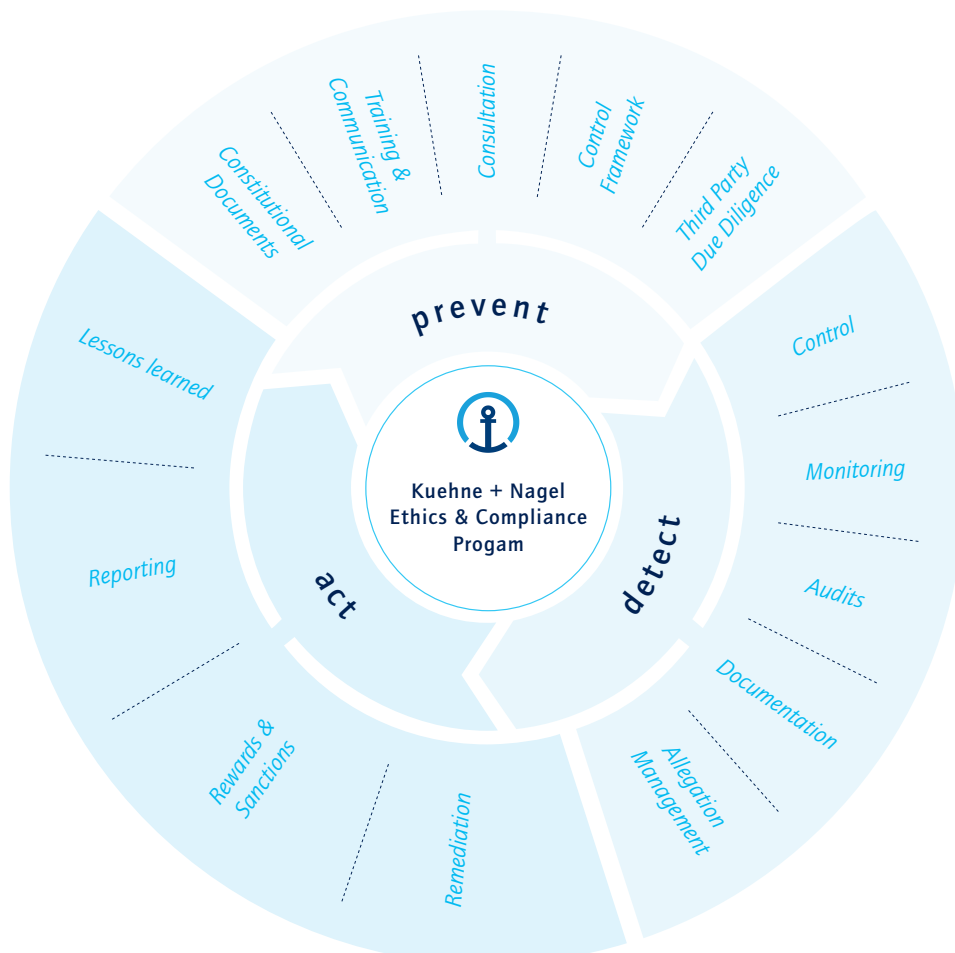 Constitutional
Documents
Training &
Communication
Consultation
Control
Framework
Third Party
Due Diligence
prevent
Control
Monitoring
Audits
Documentation
Allegation
Management
detect
Remediation
Rewards &
Sanctions
Reporting
Lessons learned
act
Kuehne + Nagel
Ethics & Compliance
Progam